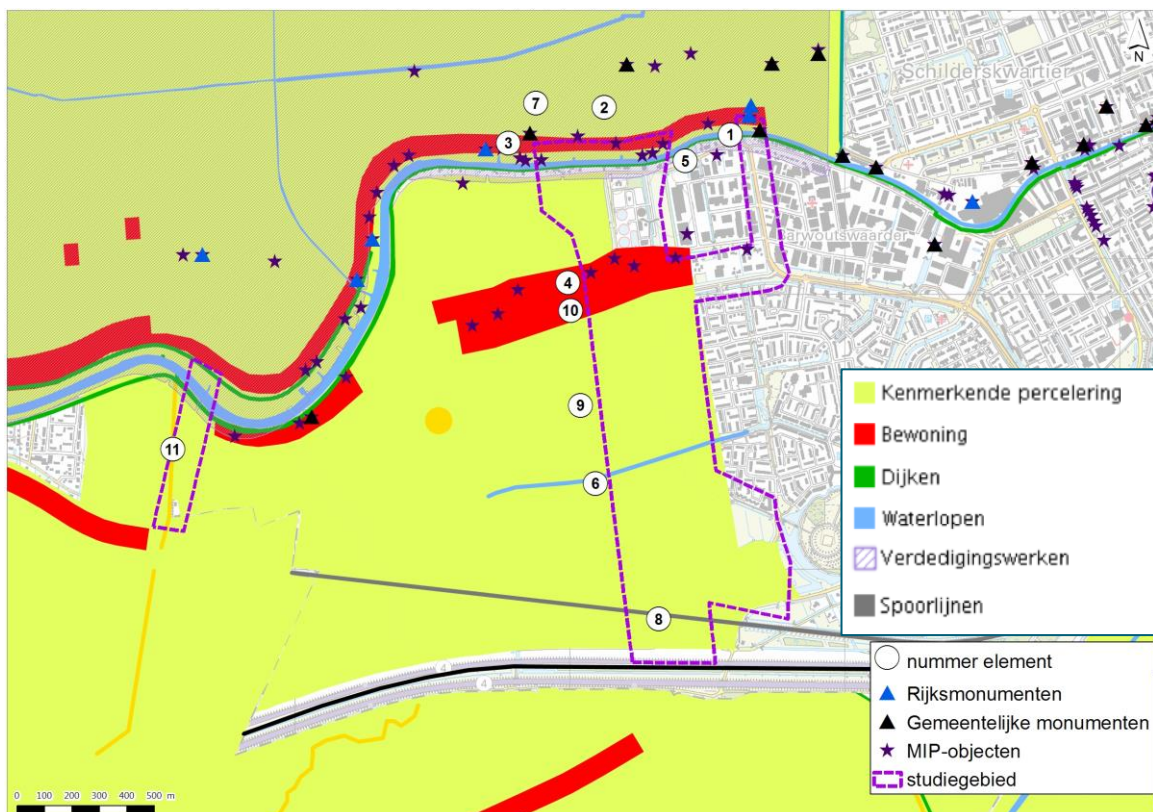 N
Schilderskwartier
7
2
3
1
5
Barwoutswaarder
4
10
9
11
6
8
4
4
Kenmerkende percelering
Bewoning
Dijken
Waterlopen
Verdedigingswerken
Spoorlijnen
nummer element
Rijksmonumenten
Gemeentelijke monumenten
MIP-objecten
studiegebied
0 100 200 300 400 500 m